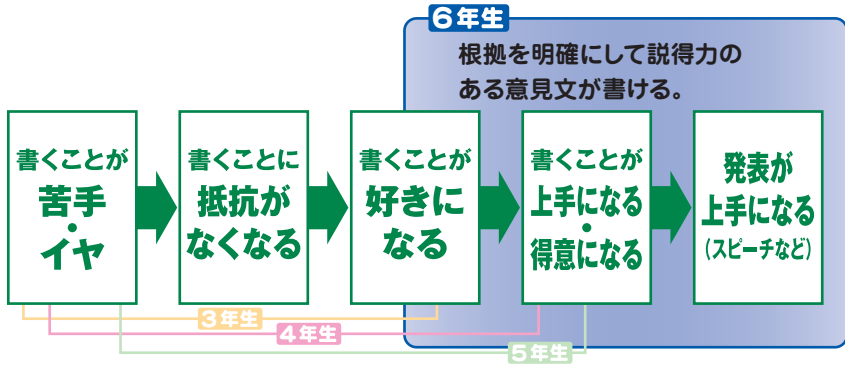 6年生
根拠を明確にして説得力の
ある意見文が書ける。
書くことが
苦手
・
イヤ
書くことに
抵抗が
なくなる
書くことが
好きに
なる
書くことが
上手になる
・
得意になる
発表が
上手になる
(スピーチなど)
3年生
4年生
5年生